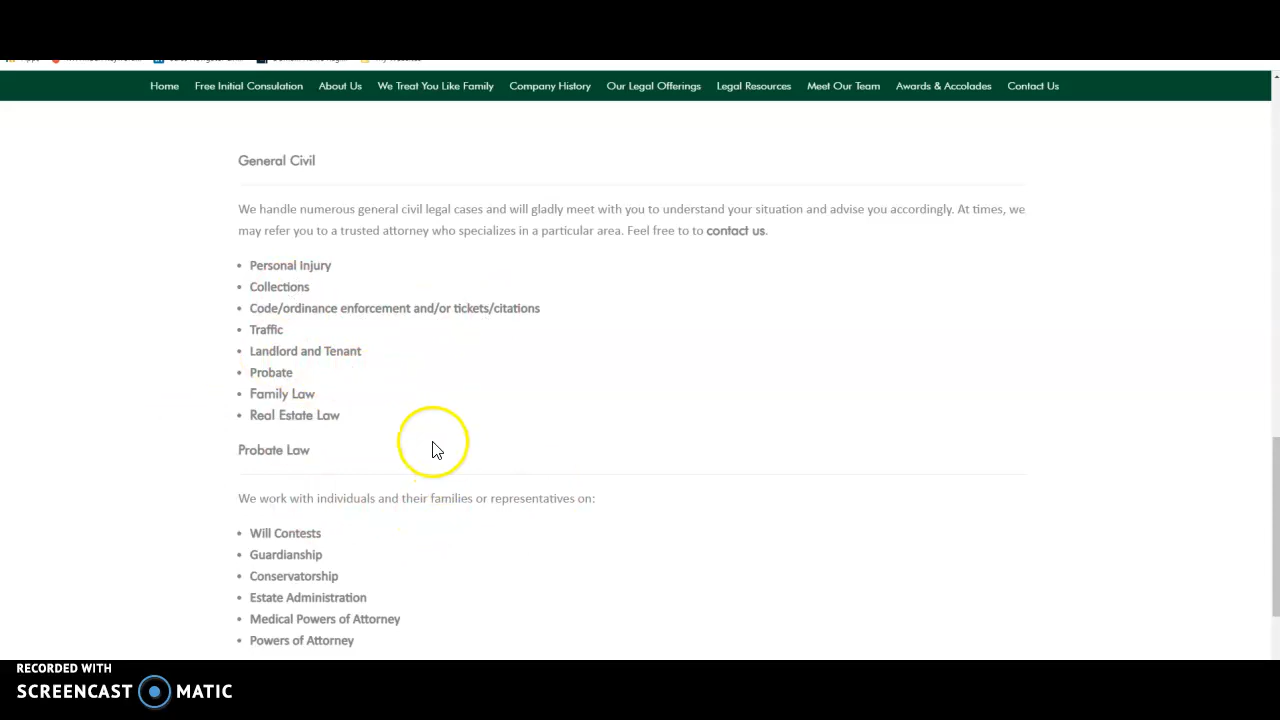 Home Free Initial Consulation About Us We Treat You Like Family Company History Our Legal Offerings Legal Resources Meet Our Team Awards & Accolades Contact Us
General Civil
We handle numerous general civil legal cases and will gladly meet with you to understand your situation and advise you accordingly. At times, we
may refer you to a trusted attorney who specializes in a particular area. Feel free to to contact us.
• Personal Injury
• Collections
• Code/ordinance enforcement and/or tickets/citations
• Traffic
• Landlord and Tenant
• Probate
• Family Law
• Real Estate Law
Probate Law
We work with individuals and their families or representatives on:
• Will Contests
• Guardianship
• Conservatorship
• Estate Administration
• Medical Powers of Attorney
• Powers of Attorney
RECORDED WITH
SCREENCAST MATIC